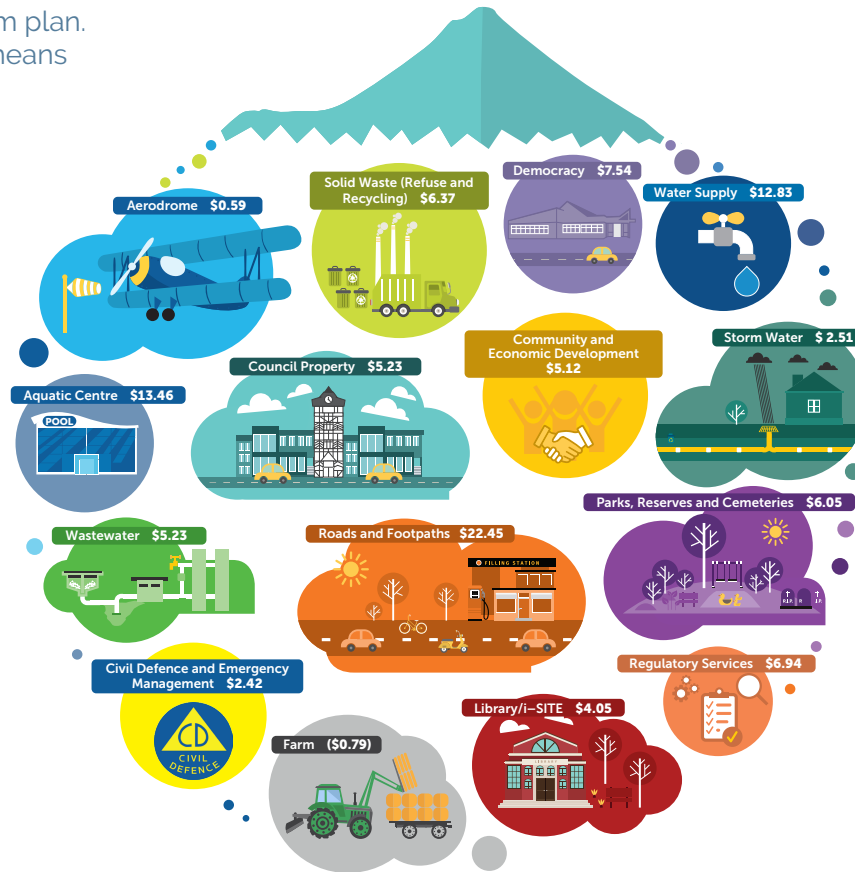 m plan.
neans
Democracy $7.54
Solid Waste (Refuse and
Recycling) $6.37
Water Supply $12.83
Aerodrome $0.59
Community and
Economic Development
$5.12
Storm Water $ 2.51
Council Property $5.23
Aquatic Centre $13.46
POOL
Parks, Reserves and Cemeteries $6.05
Wastewater $5.23
Roads and Footpaths $22.45
FILLING STATION
R.I.P.
Civil Defence and Emergency
Management $2.42
Regulatory Services $6.94
CD
CIVIL
DEFENCE
Library/i–SITE $4.05
LIBRARY
Farm ($0.79)